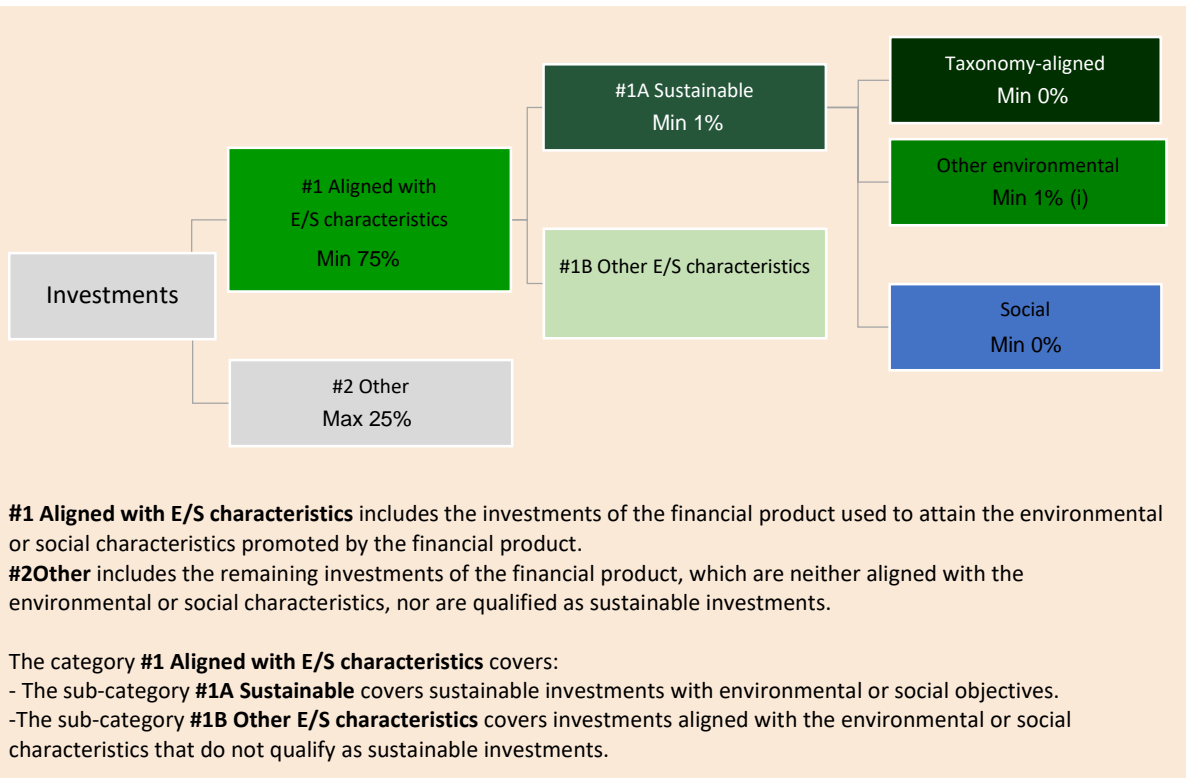 Investments
#1 Aligned with
E/S characteristics
Min 75%
#2 Other
Max 25%
#1A Sustainable
Min 1%
#1B Other E/S characteristics
Taxonomy-aligned
Min 0%
Other environmental
Min 1% (i)
Social
Min 0%
#1 Aligned with E/S characteristics includes the investments of the financial product used to attain the environmental
or social characteristics promoted by the financial product.
#2Other includes the remaining investments of the financial product, which are neither aligned with the
environmental or social characteristics, nor are qualified as sustainable investments.
The category #1 Aligned with E/S characteristics covers:
- The sub-category #1A Sustainable covers sustainable investments with environmental or social objectives.
-The sub-category #1B Other E/S characteristics covers investments aligned with the environmental or social
characteristics that do not qualify as sustainable investments.